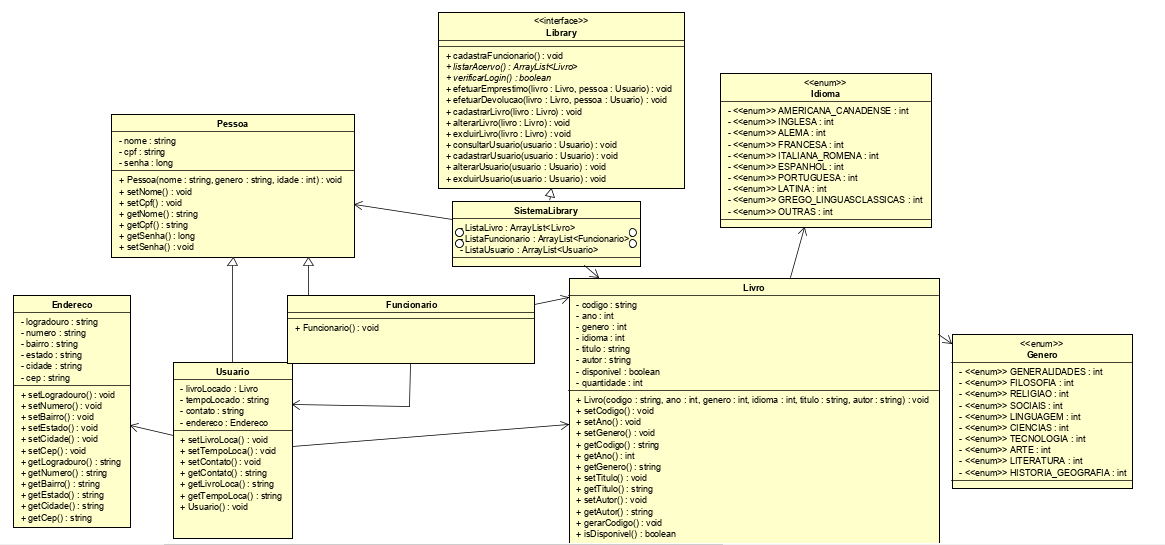 <<interface>>
Library
+ cadastraFuncionario() : void
+ listarAcervo() : ArrayList<Livro>
+ verificarLogin() : boolean
+ efetuarEmprestimo(livro : Livro, pessoa : Usuario) : void
+ efetuarDevolucao(livro : Livro, pessoa : Usuario) : void
+ cadastrarLivro(livro : Livro) : void
+ alterarLivro(livro : Livro) : void
+ excluirLivro(livro : Livro) : void
+ consultarUsuario(usuario : Usuario) : void
+ cadastrarUsuario(usuario : Usuario) : void
+ alterarUsuario(usuario : Usuario) : void
+ excluirUsuario(usuario : Usuario) : void
<<enum>>
Idioma
- <<enum>> AMERICANA_CANADENSE : int
- <<enum>> INGLESA : int
- <<enum>> ALEMA : int
- <<enum>> FRANCESA : int
- <<enum>> ITALIANA_ROMENA : int
- <<enum>> ESPANHOL : int
- <<enum>> PORTUGUESA : int
- <<enum>> LATINA : int
- <<enum>> GREGO_LINGUASCLASSICAS : int
- <<enum>> OUTRAS : int
Pessoa
- nome : string
- cpf : string
- senha : long
+ Pessoa(nome : string, genero : string, idade : int) : void
+ setNome() : void
+ setCpf() : void
+ getNome() : string
+ getCpf() : string
+ getSenha() : long
+ setSenha() : void
SistemaLibrary
ListaLivro : ArrayList<Livro>
ListaFuncionario : ArrayList<Funcionario>
- ListaUsuario : ArrayList<Usuario>
Endereco
- logradouro : string
- numero : string
- bairro : string
- estado : string
- cidade : string
- cep : string
+ setLogradouro() : void
+ setNumero() : void
+ setBairro() : void
+ setEstado() : void
+ setCidade() : void
+ setCep() : void
+ getLogradouro() : string
+ getNumero() : string
+ getBairro() : string
+ getEstado() : string
+ getCidade() : string
+ getCep() : string
Funcionario
+ Funcionario() : void
Usuario
- livroLocado : Livro
- tempoLocado : string
- contato : string
- endereco : Endereco
+ setLivroLoca() : void
+ setTempoLoca() : void
+ setContato() : void
+ getContato() : string
+ getLivroLoca() : string
+ getTempoLoca() : string
+ Usuario() : void
Livro
- codigo : string
- ano : int
- genero : int
- idioma : int
- titulo : string
- autor : string
- disponivel : boolean
- quantidade : int
+ Livro(codigo : string, ano : int, genero : int, idioma : int, titulo : string, autor : string) : void
+ setCodigo() : void
+ setAno() : void
+ setGenero() : void
+ getCodigo() : string
+ getAno() : int
+ getGenero() : string
+ setTitulo() : void
+ getTitulo() : string
+ setAutor() : void
+ getAutor() : string
+ gerarCodigo() : void
+ isDisponivel() : boolean
<<enum>>
Genero
- <<enum>> GENERALIDADES : int
- <<enum>> FILOSOFIA : int
- <<enum>> RELIGIAO : int
- <<enum>> SOCIAIS : int
- <<enum>> LINGUAGEM : int
- <<enum>> CIENCIAS : int
- <<enum>> TECNOLOGIA : int
- <<enum>> ARTE : int
- <<enum>> LITERATURA : int
- <<enum>> HISTORIA_GEOGRAFIA : int